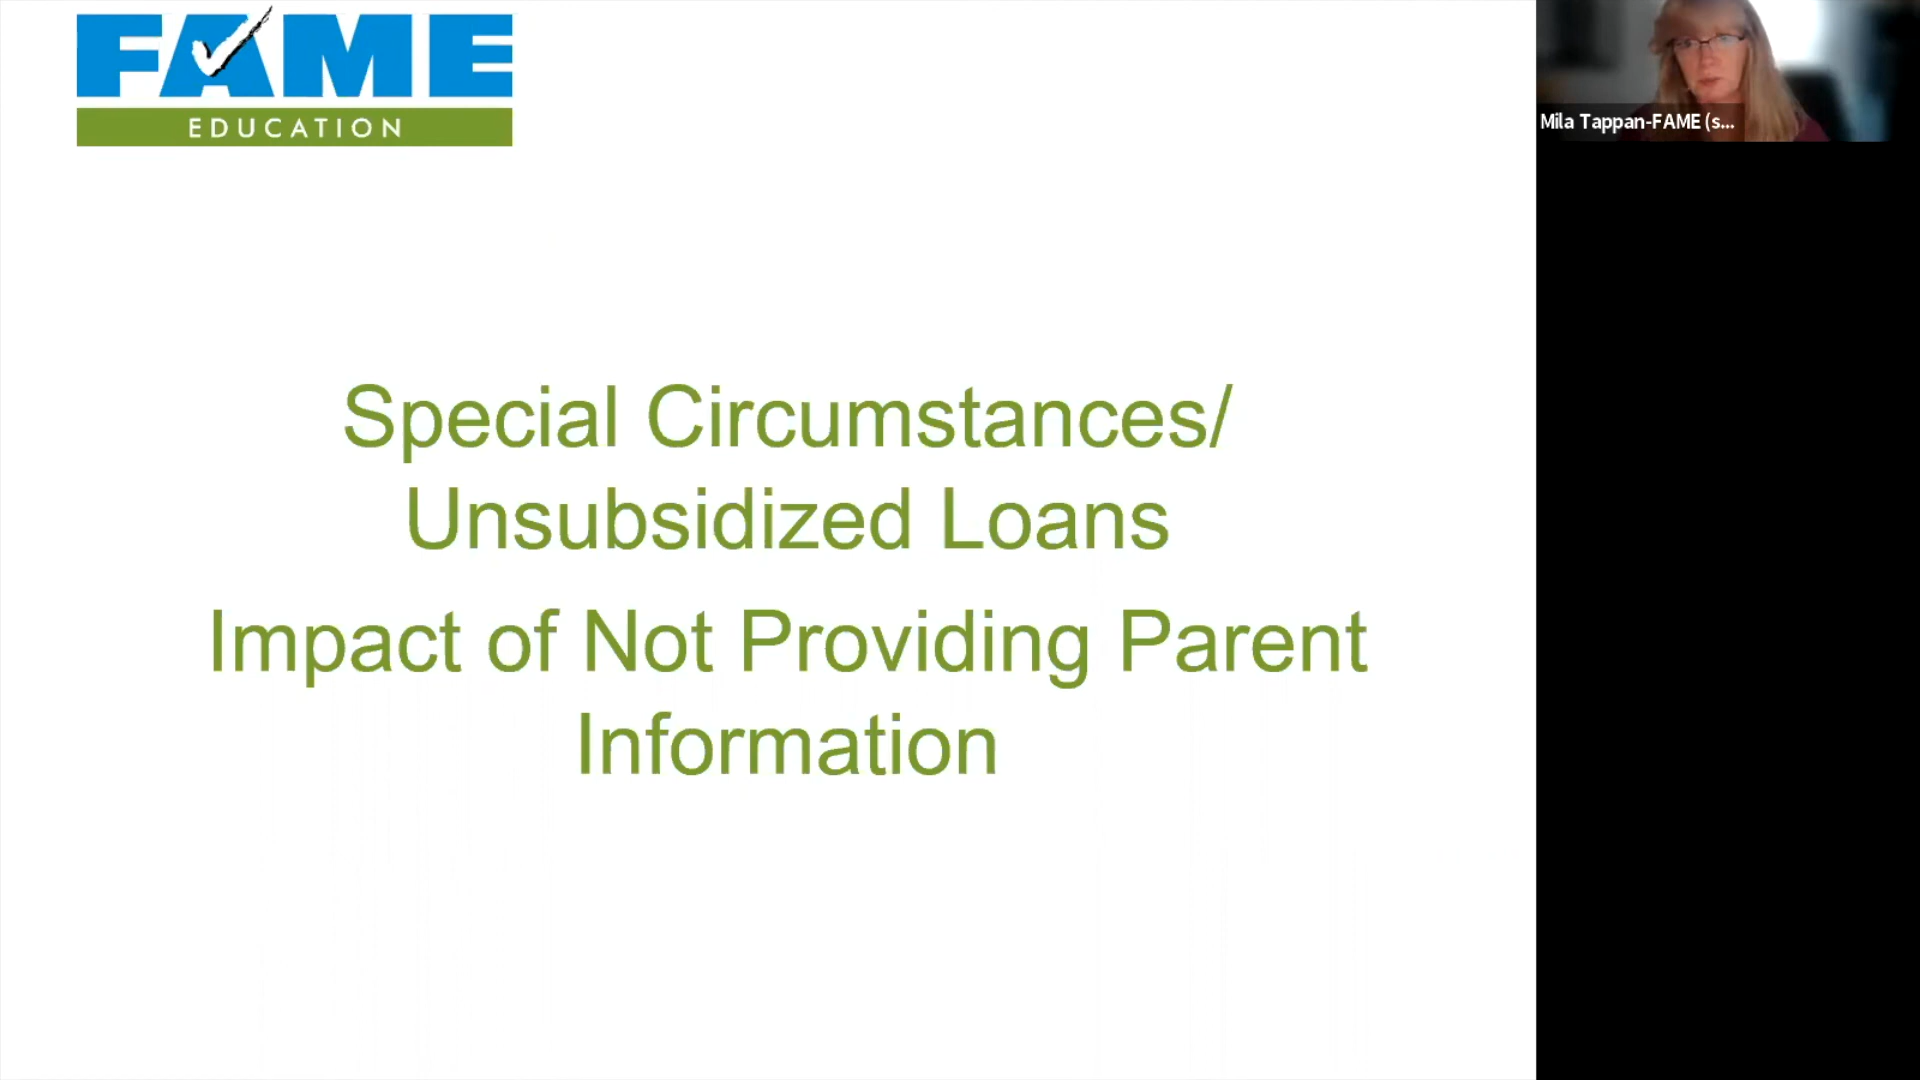 FAME
EDUCATION
Mila Tappan-FAME (s...
Special Circumstances/
Unsubsidized Loans
Impact of Not Providing Parent
Information